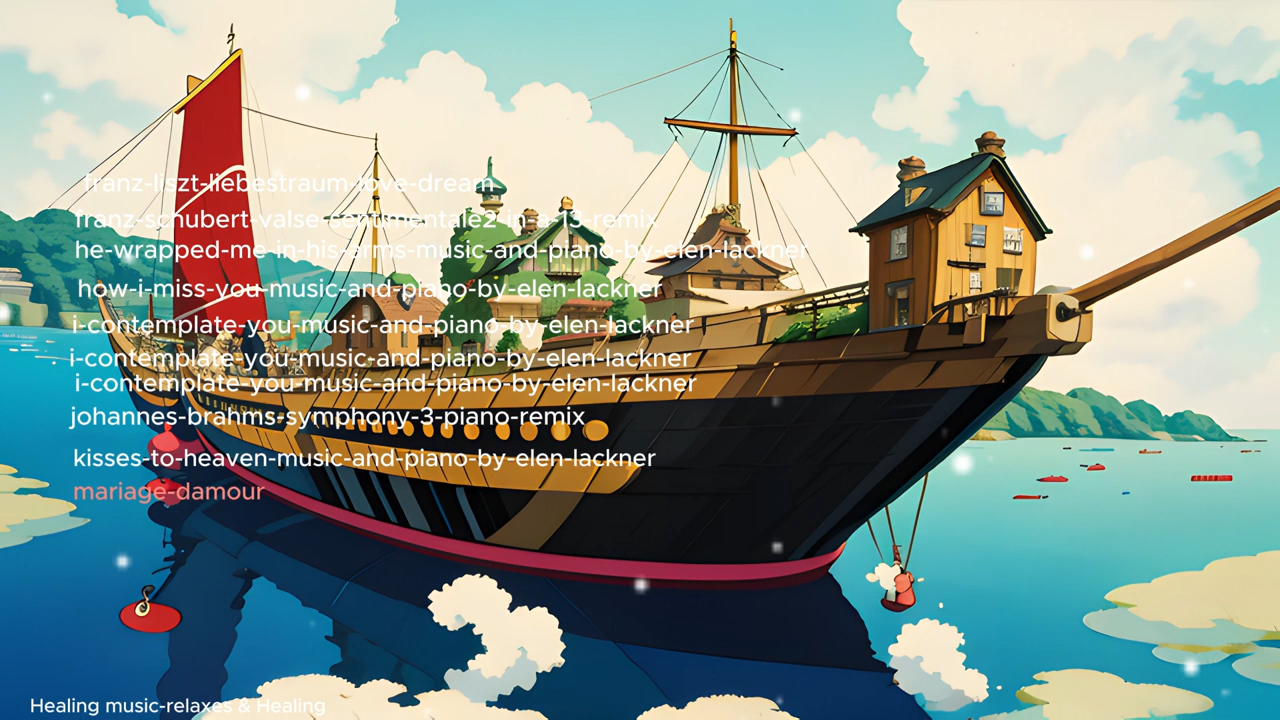 franz-liszt-liebestraum-love-dream
franz-schubert-valse-sentimentale2-in-a-13-remix
he-wrapped-me-in-his-arms-music-and-piano-by-elen-lackner
how-i-miss-you-music-and-piano-by-elen-lackner
i-contemplate-you-music-and-piano-by-elen-lackner
i-contemplate-you-music-and-piano-by-elen-lackner
i-contemplate-you-music-and-piano-by-elen-lackner
johannes-brahms-symphony-3-piano-remix
kisses-to-heaven-music-and-piano-by-elen-lackner
mariage-damour
Healing music-relaxes & Healing